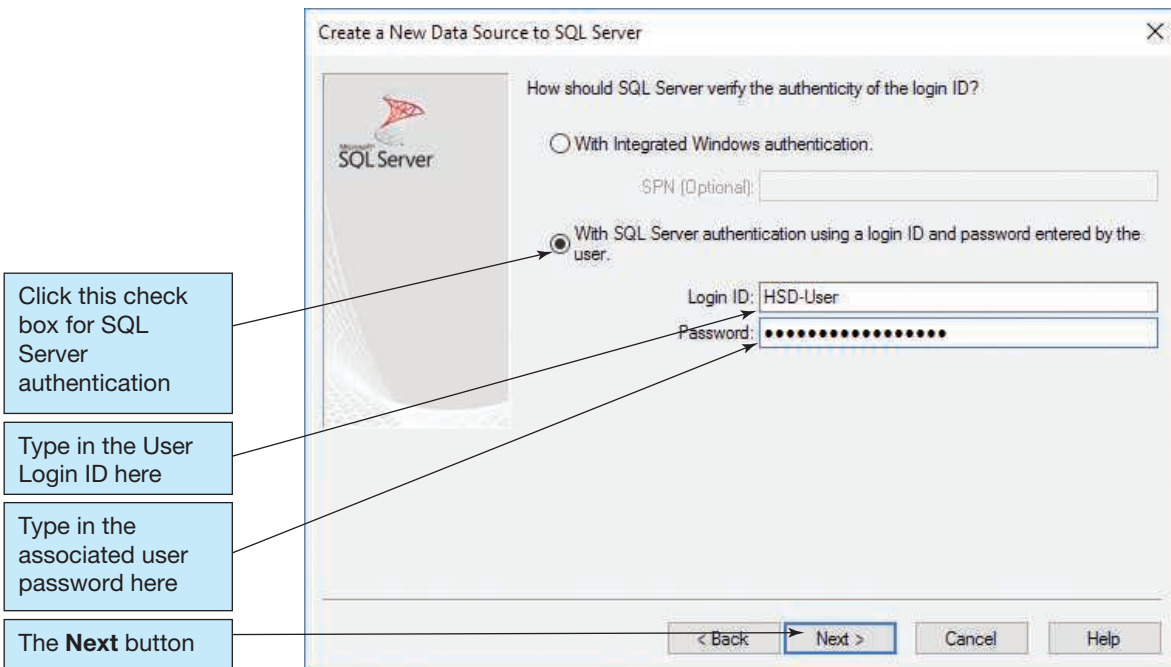 Create a New Data Source to SQL Server
How should SQL Server verify the authenticity of the login ID?
Microsoft
SQL Server
With Integrated Windows authentication.
SPN (Optional):
With SQL Server authentication using a login ID and password entered by the
user.
Login ID: HSD-User
Password: •••••••••••••••••
Click this check
box for SQL
Server
authentication
Type in the User
Login ID here
Type in the
associated user
password here
The Next button
< Back
Next >
Cancel
Help